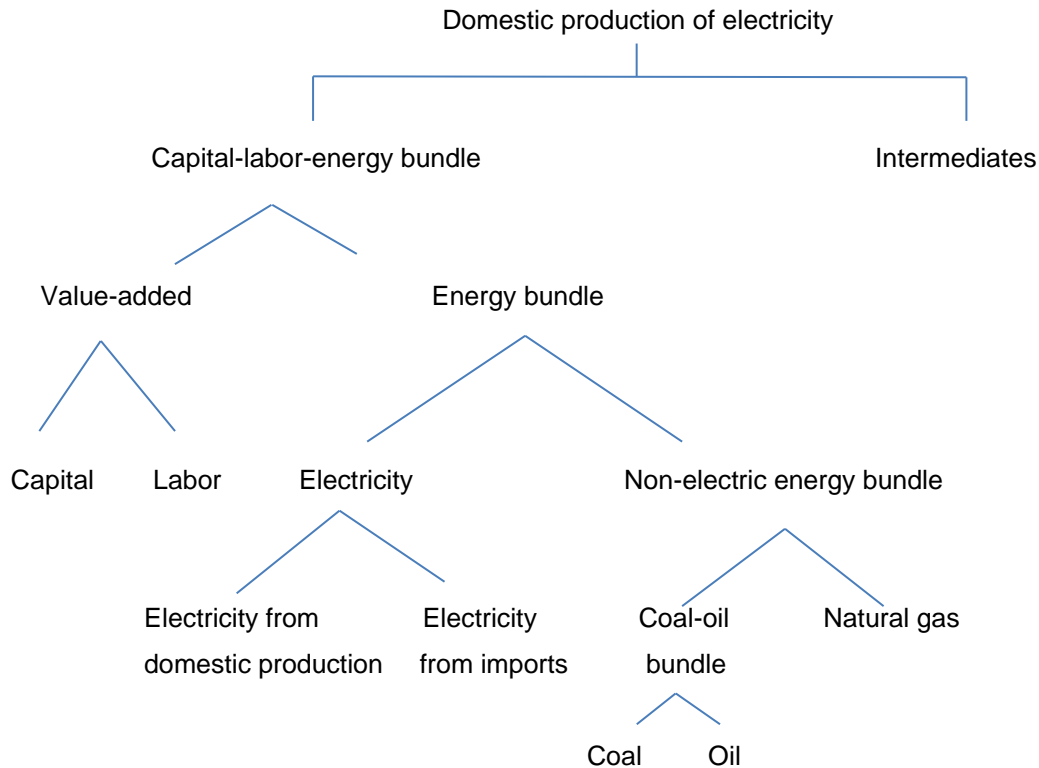 Domestic production of electricity
Capital-labor-energy bundle
Intermediates
Value-added
Energy bundle
Capital
Labor
Electricity
Non-electric energy bundle
Electricity from
domestic production
Electricity
from imports
Coal-oil
bundle
Natural gas
Coal
Oil